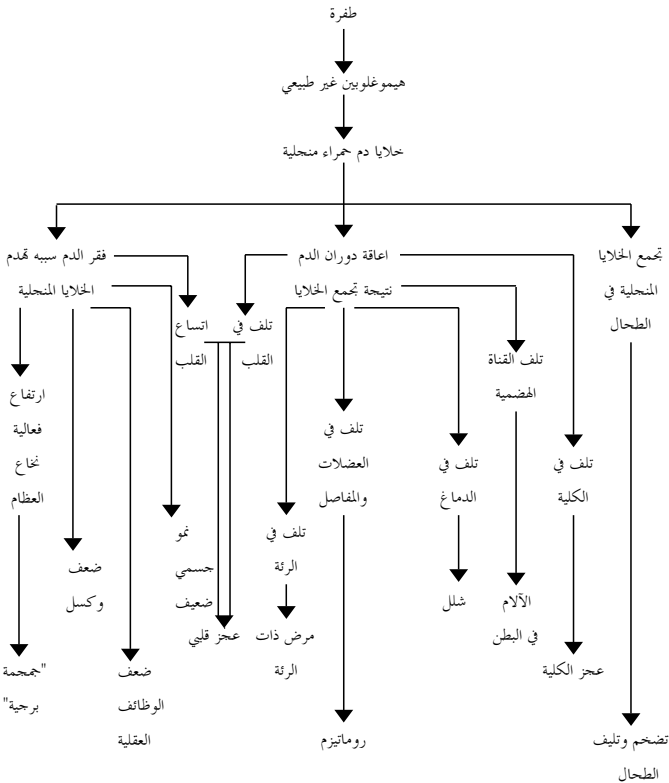 طفرة
هيموغلوبين غير طبيعي
خلايا دم حمراء منجلية
تجمع الخلايا
المنجلية في
الطحال
اعاقة دوران الدم
نتيجة تجمع الخلايا
فقر الدم سببه تهدم
الخلايا المنجلية
تلف في
القلب
اتساع
القلب
تلف القناة
الهضمية
ارتفاع
فعالية
نخاع
العظام
تلف في
العضلات
والمفاصل
تلف في
الدماغ
تلف في
الكلية
نمو
جسمي
ضعيف
تلف في
الرئة
ضعف
وكسل
شلل
الآلام
في البطن
عجز قلبي
مرض ذات
الرئة
عجز الكلية
"جمجمة
برجية"
ضعف
الوظائف
العقلية
روماتيزم
تضخم وتليف
الطحال